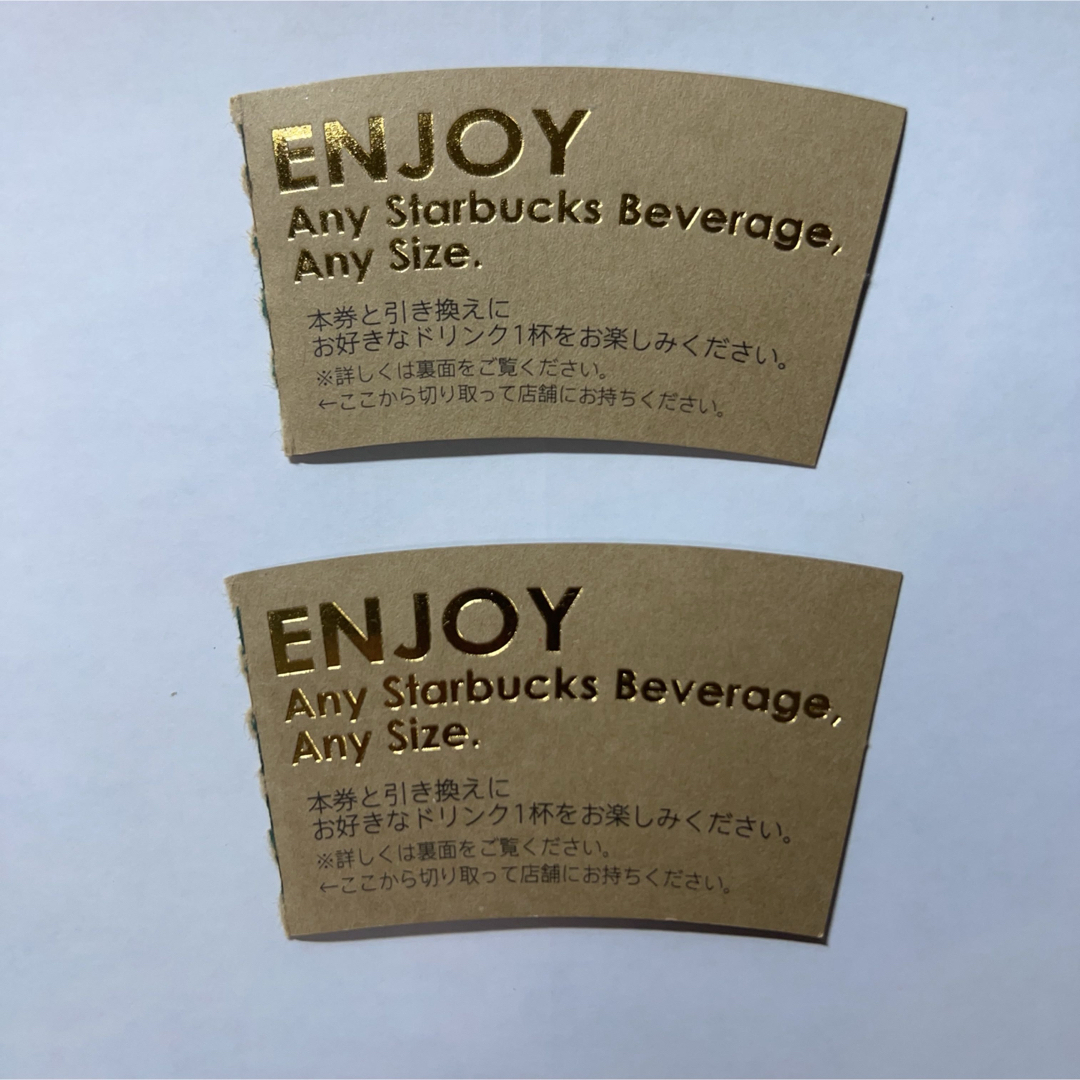 ENJOY
Any Starbucks Beverage,
Any Size.
本券と引き換えに
お好きなドリンク1杯をお楽しみください。
※詳しくは裏面をご覧ください。
←ここから切り取って店舗にお持ちください。
ENJOY
Any Starbucks Beverage,
Any Size.
本券と引き換えに
お好きなドリンク1杯をお楽しみください。
※詳しくは裏面をご覧ください。
←ここから切り取って店舗にお持ちください。